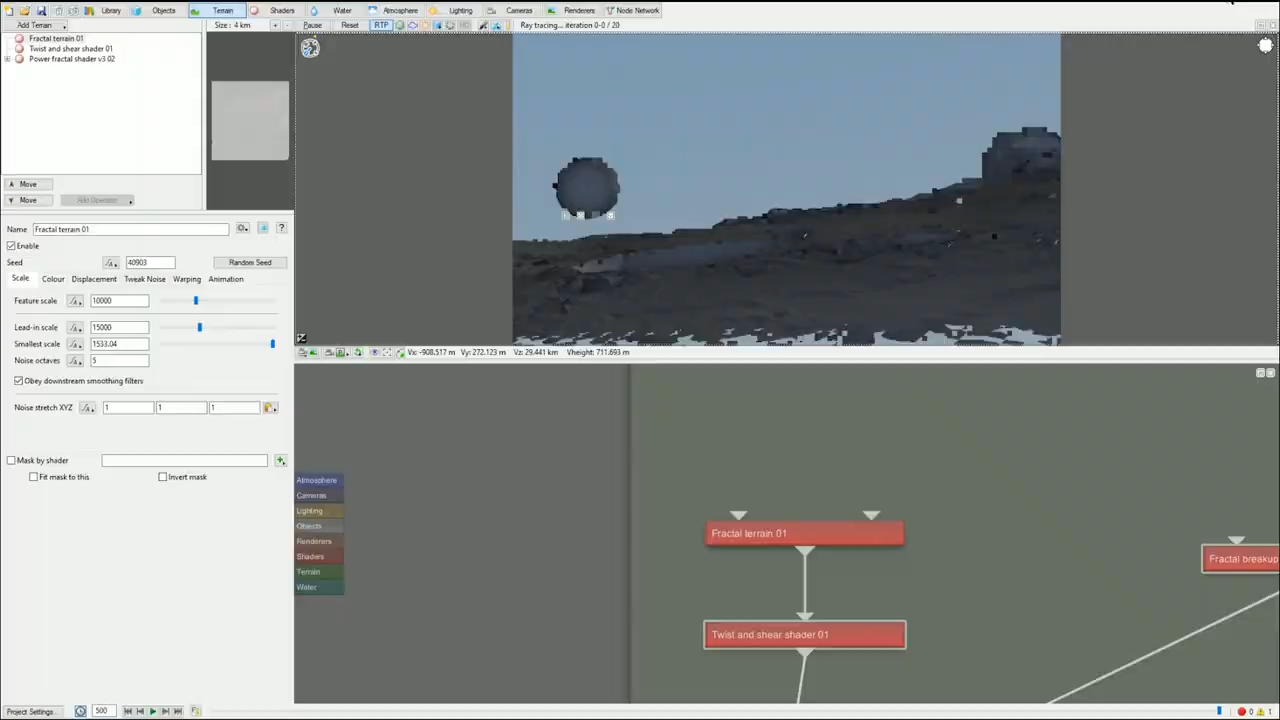 Library
Objects
Terrain
Shaders
Water
Atmosphere
Lighting
Cameras
Renderers
Node Network
Add Terrain
Size : 4 km
Pause
Reset
RTP
Ray tracing... iteration 0-0 / 20
Fractal terrain 01
Twist and shear shader 01
Power fractal shader v3 02
Move
Move
Add Operator
Name
Fractal terrain 01
?
Enable
Seed
40903
Random Seed
Scale
Colour
Displacement
Tweak Noise
Warping
Animation
Feature scale
10000
Lead-in scale
15000
Smallest scale
1533.04
Noise octaves
5
Obey downstream smoothing filters
Noise stretch XYZ
1
1
1
Mask by shader
Fit mask to this
Invert mask
Vx: -908.517 m Vy: 272.123 m Vz: 29.441 km Vheight: 711.693 m
Atmosphere
Cameras
Lighting
Objects
Renderers
Shaders
Terrain
Water
Fractal terrain 01
Fractal breakup
Twist and shear shader 01
Project Settings...
500
0
1